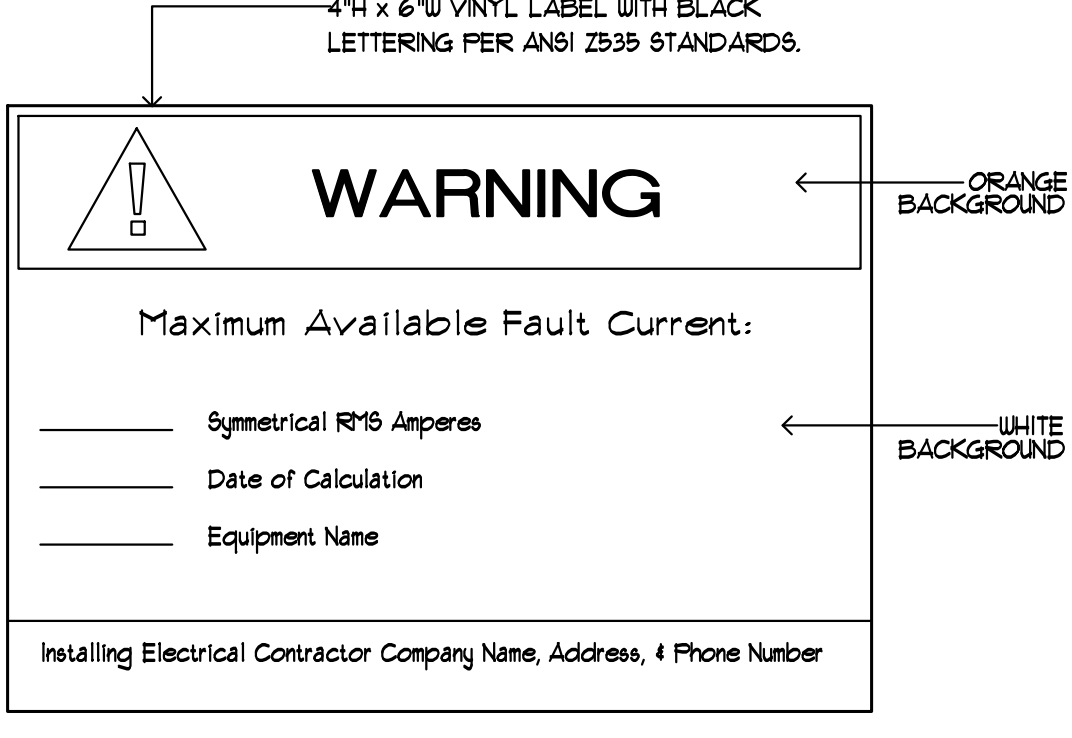 4"H x 6"W VINYL LABEL WITH BLACK
LETTERING PER ANSI Z535 STANDARDS.
WARNING
ORANGE
BACKGROUND
Maximum Available Fault Current:
Symmetrical RMS Amperes
WHITE
BACKGROUND
Date of Calculation
Equipment Name
Installing Electrical Contractor Company Name, Address, & Phone Number